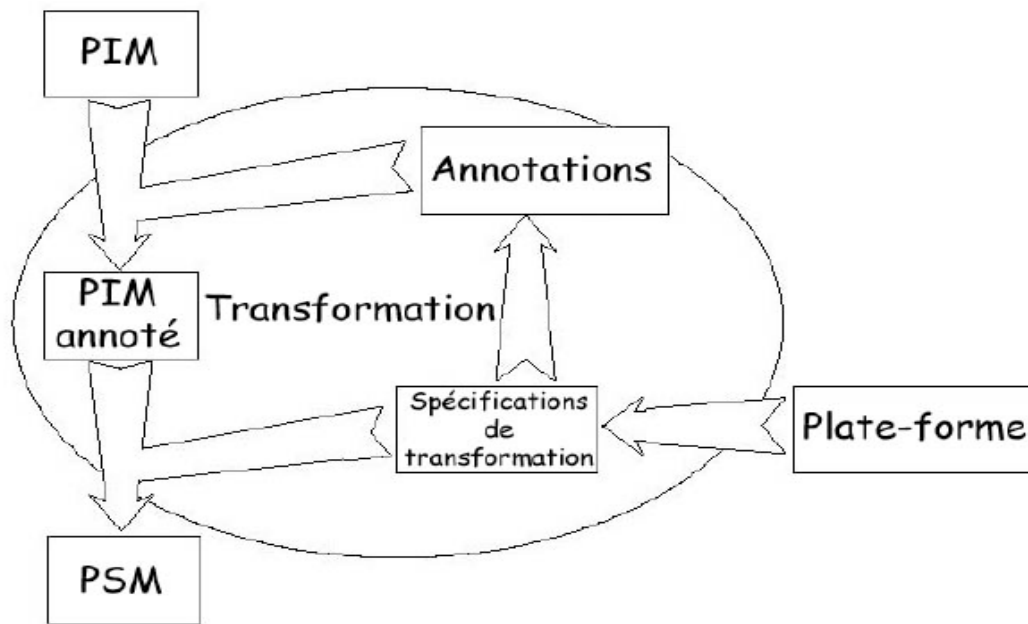 PIM
Annotations
PIM
annoté
Transformation
Spécifications
de
transformation
Plate-forme
PSM